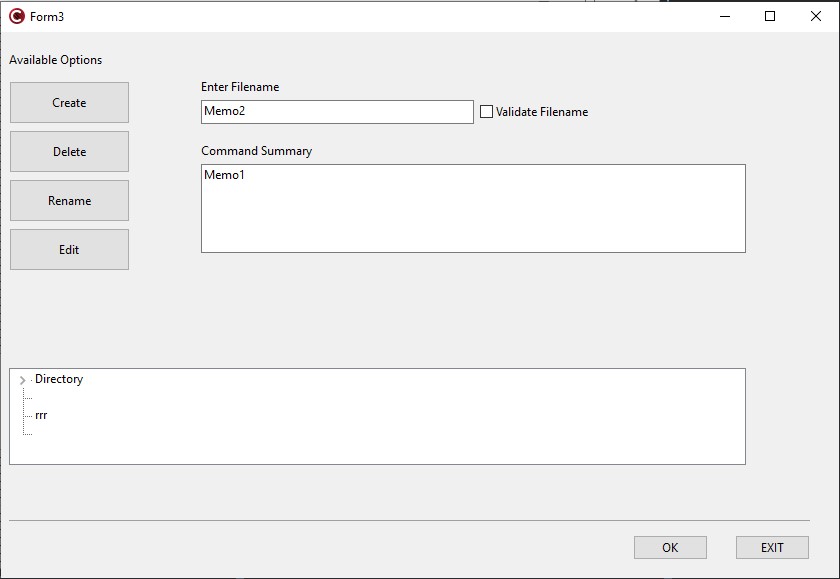 Form3
Available Options
Create
Delete
Rename
Edit
Enter Filename
Memo2
Validate Filename
Command Summary
Memo1
Directory
rrr
OK
EXIT